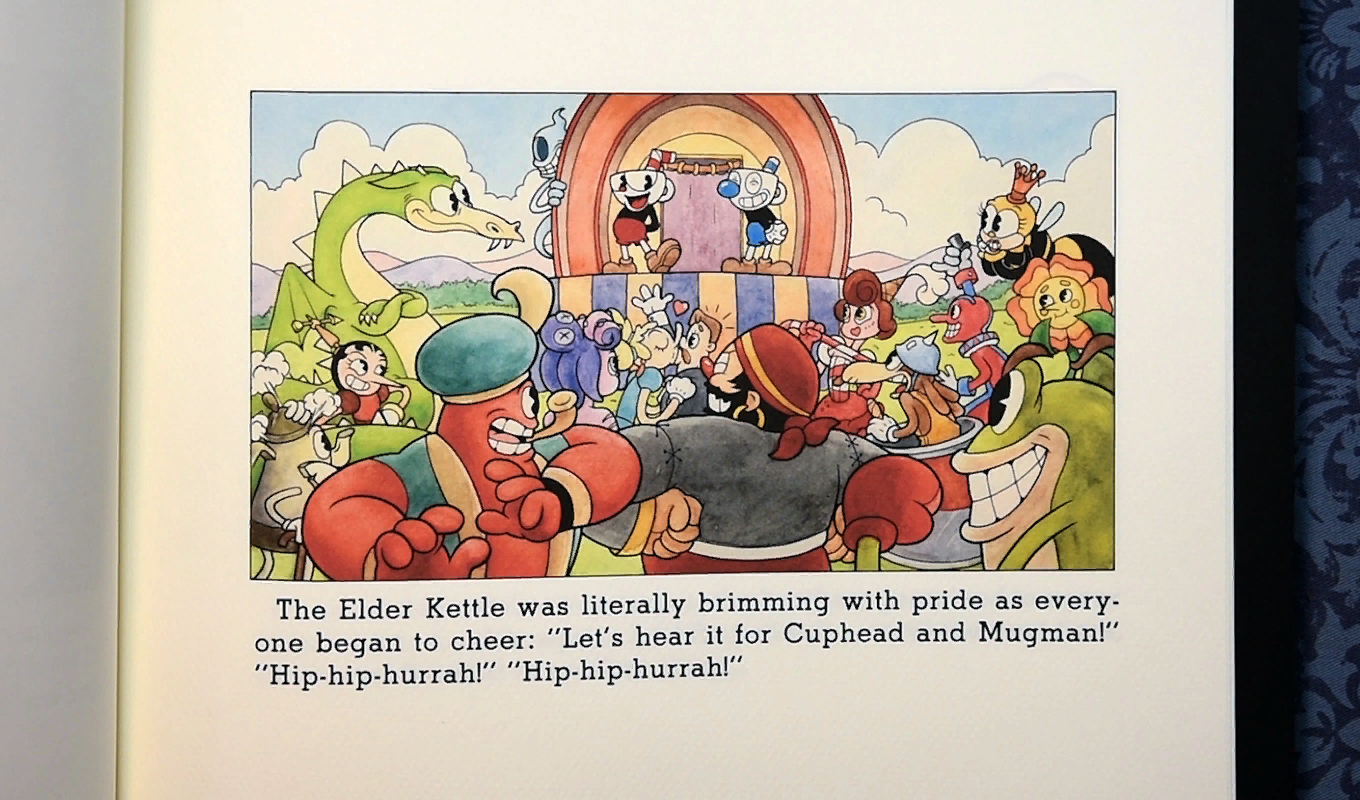 The Elder Kettle was literally brimming with pride as every-
one began to cheer: "Let's hear it for Cuphead and Mugman!"
"Hip-hip-hurrah!" "Hip-hip-hurrah!"